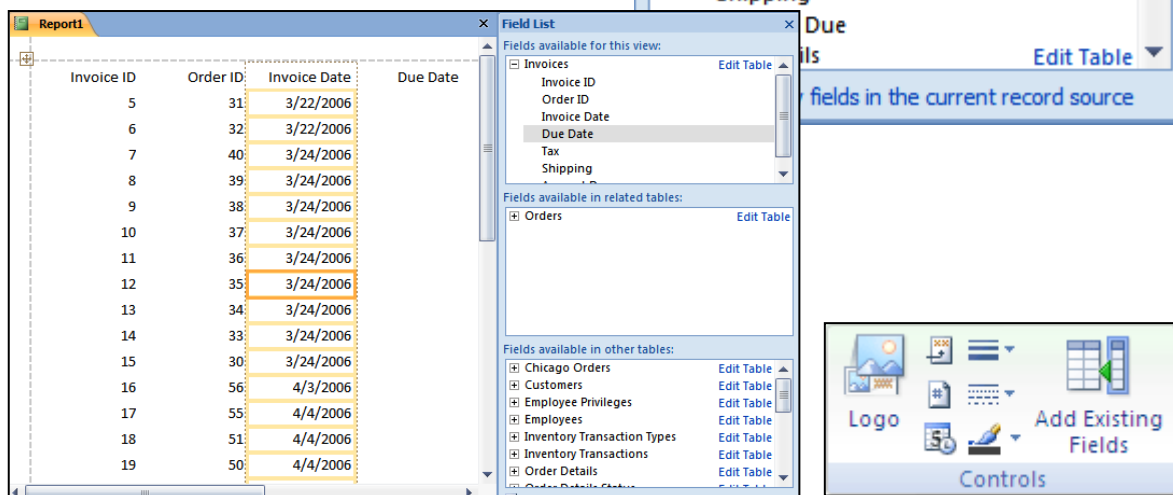 Report1
Invoice ID Order ID Invoice Date Due Date
5 31 3/22/2006
6 32 3/22/2006
7 40 3/24/2006
8 39 3/24/2006
9 38 3/24/2006
10 37 3/24/2006
11 36 3/24/2006
12 35 3/24/2006
13 34 3/24/2006
14 33 3/24/2006
15 30 3/24/2006
16 56 4/3/2006
17 55 4/4/2006
18 51 4/4/2006
19 50 4/4/2006
Field List
Fields available for this view:
Invoices Edit Table
Invoice ID
Order ID
Invoice Date
Due Date
Tax
Shipping
Fields available in related tables:
Orders Edit Table
Fields available in other tables:
Chicago Orders Edit Table
Customers Edit Table
Employee Privileges Edit Table
Employees Edit Table
Inventory Transaction Types Edit Table
Inventory Transactions Edit Table
Order Details Edit Table
Order Details Status Edit Table
Shipping
Due
ils Edit Table
fields in the current record source
Logo
Add Existing
Fields
Controls